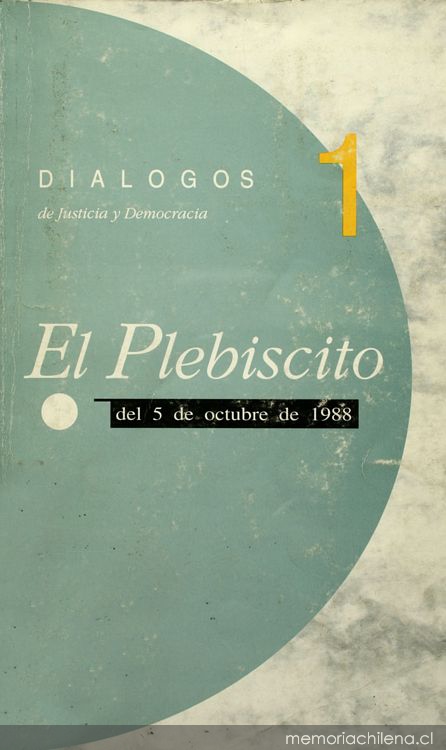 1
DIALOGOS
de Justicia y Democracia
El Plebiscito
del 5 de octubre de 1988
memoriachilena.cl